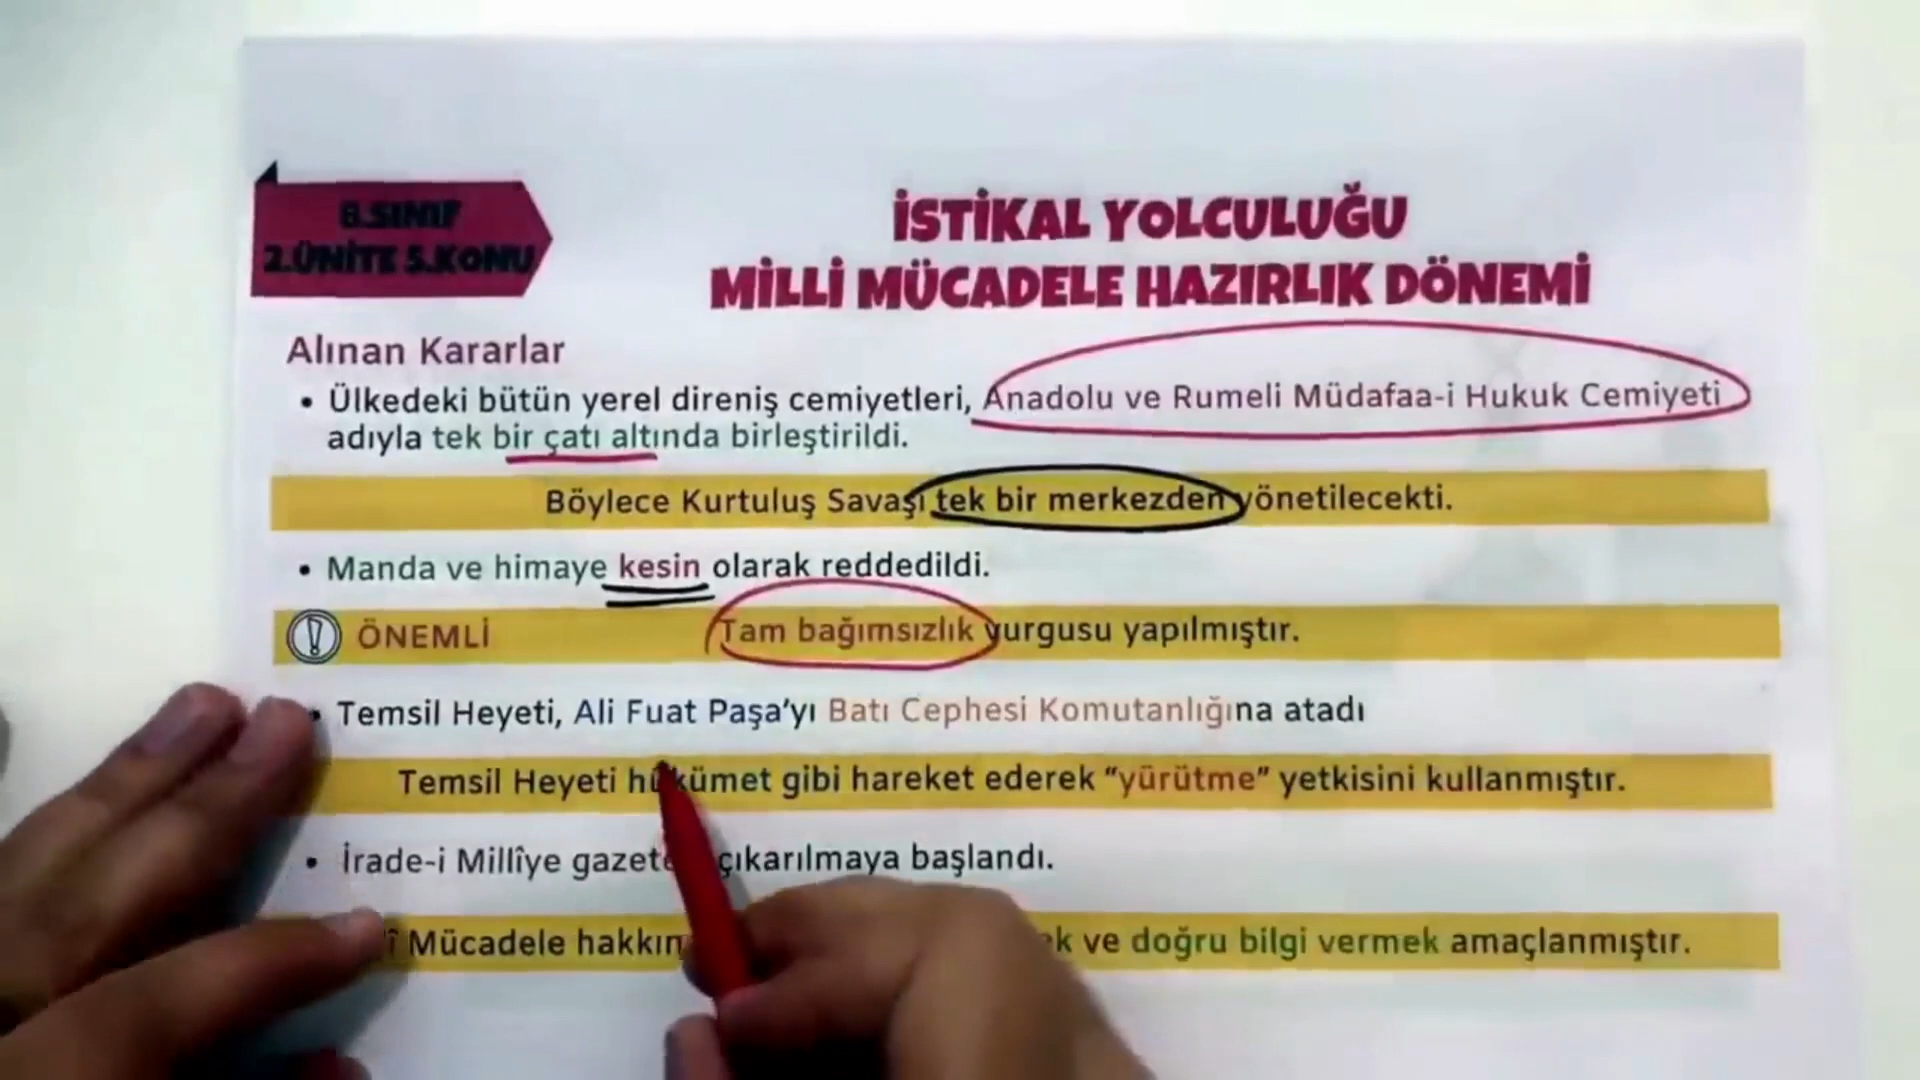 8.SINIF
2.ÜNİTE 5.KONU
İSTİKAL YOLCULUĞU
MİLLİ MÜCADELE HAZIRLIK DÖNEMİ
Alınan Kararlar
• Ülkedeki bütün yerel direniş cemiyetleri, Anadolu ve Rumeli Müdafaa-i Hukuk Cemiyeti
adıyla tek bir çatı altında birleştirildi.
Böylece Kurtuluş Savaşı tek bir merkezden yönetilecekti.
• Manda ve himaye kesin olarak reddedildi.
ÖNEMLİ Tam bağımsızlık vurgusu yapılmıştır.
• Temsil Heyeti, Ali Fuat Paşa'yı Batı Cephesi Komutanlığına atadı
Temsil Heyeti hükümet gibi hareket ederek "yürütme" yetkisini kullanmıştır.
• İrade-i Millîye çıkarılmaya başlandı.
Mücadele ve doğru bilgi vermek amaçlanmıştır.